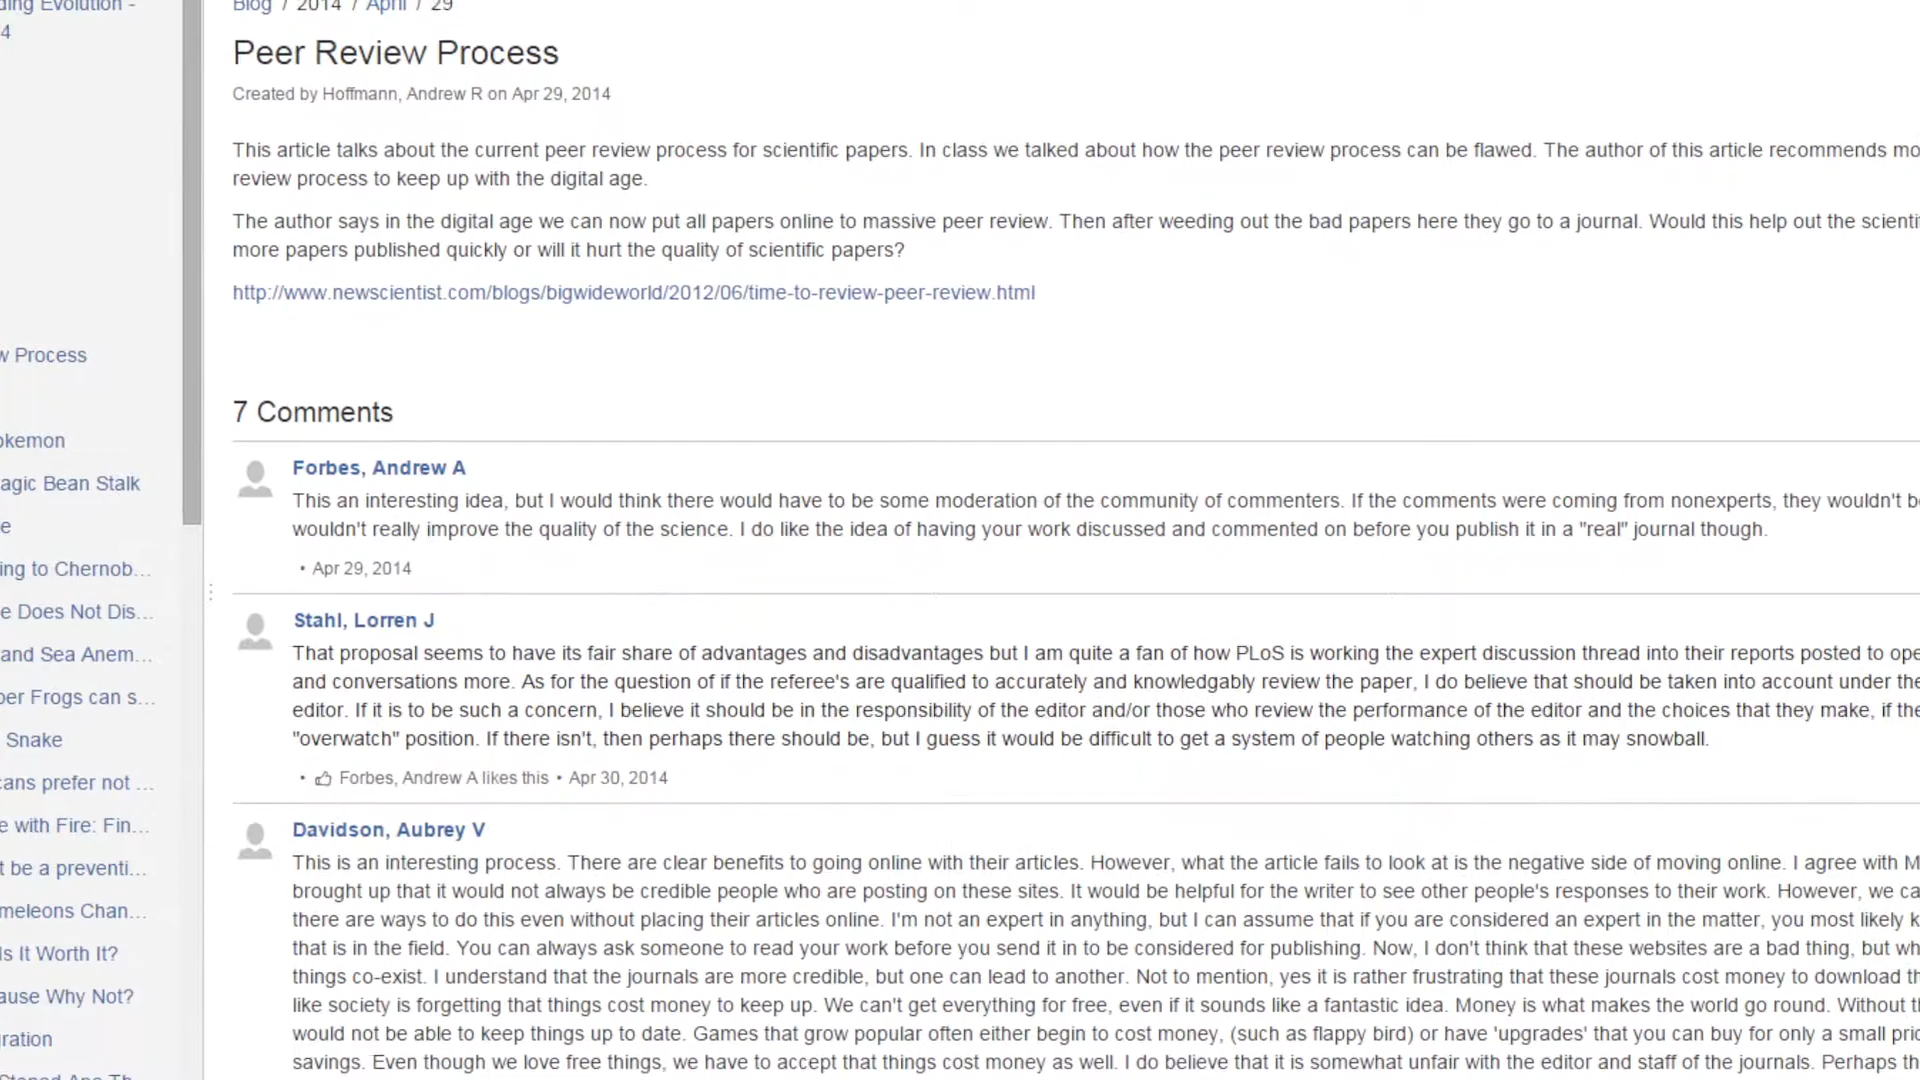 ding Evolution -
4
w Process
okemon
agic Bean Stalk
e
ing to Chernob...
e Does Not Dis...
and Sea Anem...
per Frogs can s...
Snake
cans prefer not ...
e with Fire: Fin...
t be a preventi...
meleons Chan...
Is It Worth It?
ause Why Not?
ration
Blog / 2014 / April / 29
Peer Review Process
Created by Hoffmann, Andrew R on Apr 29, 2014
This article talks about the current peer review process for scientific papers. In class we talked about how the peer review process can be flawed. The author of this article recommends mo
review process to keep up with the digital age.
The author says in the digital age we can now put all papers online to massive peer review. Then after weeding out the bad papers here they go to a journal. Would this help out the scienti
more papers published quickly or will it hurt the quality of scientific papers?
http://www.newscientist.com/blogs/bigwideworld/2012/06/time-to-review-peer-review.html
7 Comments
Forbes, Andrew A
This an interesting idea, but I would think there would have to be some moderation of the community of commenters. If the comments were coming from nonexperts, they wouldn't b
wouldn't really improve the quality of the science. I do like the idea of having your work discussed and commented on before you publish it in a "real" journal though.
• Apr 29, 2014
Stahl, Lorren J
That proposal seems to have its fair share of advantages and disadvantages but I am quite a fan of how PLoS is working the expert discussion thread into their reports posted to ope
and conversations more. As for the question of if the referee's are qualified to accurately and knowledgably review the paper, I do believe that should be taken into account under the
editor. If it is to be such a concern, I believe it should be in the responsibility of the editor and/or those who review the performance of the editor and the choices that they make, if the
"overwatch" position. If there isn't, then perhaps there should be, but I guess it would be difficult to get a system of people watching others as it may snowball.
• Forbes, Andrew A likes this • Apr 30, 2014
Davidson, Aubrey V
This is an interesting process. There are clear benefits to going online with their articles. However, what the article fails to look at is the negative side of moving online. I agree with M
brought up that it would not always be credible people who are posting on these sites. It would be helpful for the writer to see other people's responses to their work. However, we ca
there are ways to do this even without placing their articles online. I'm not an expert in anything, but I can assume that if you are considered an expert in the matter, you most likely k
that is in the field. You can always ask someone to read your work before you send it in to be considered for publishing. Now, I don't think that these websites are a bad thing, but wh
things co-exist. I understand that the journals are more credible, but one can lead to another. Not to mention, yes it is rather frustrating that these journals cost money to download th
like society is forgetting that things cost money to keep up. We can't get everything for free, even if it sounds like a fantastic idea. Money is what makes the world go round. Without th
would not be able to keep things up to date. Games that grow popular often either begin to cost money, (such as flappy bird) or have 'upgrades' that you can buy for only a small pric
savings. Even though we love free things, we have to accept that things cost money as well. I do believe that it is somewhat unfair with the editor and staff of the journals. Perhaps th